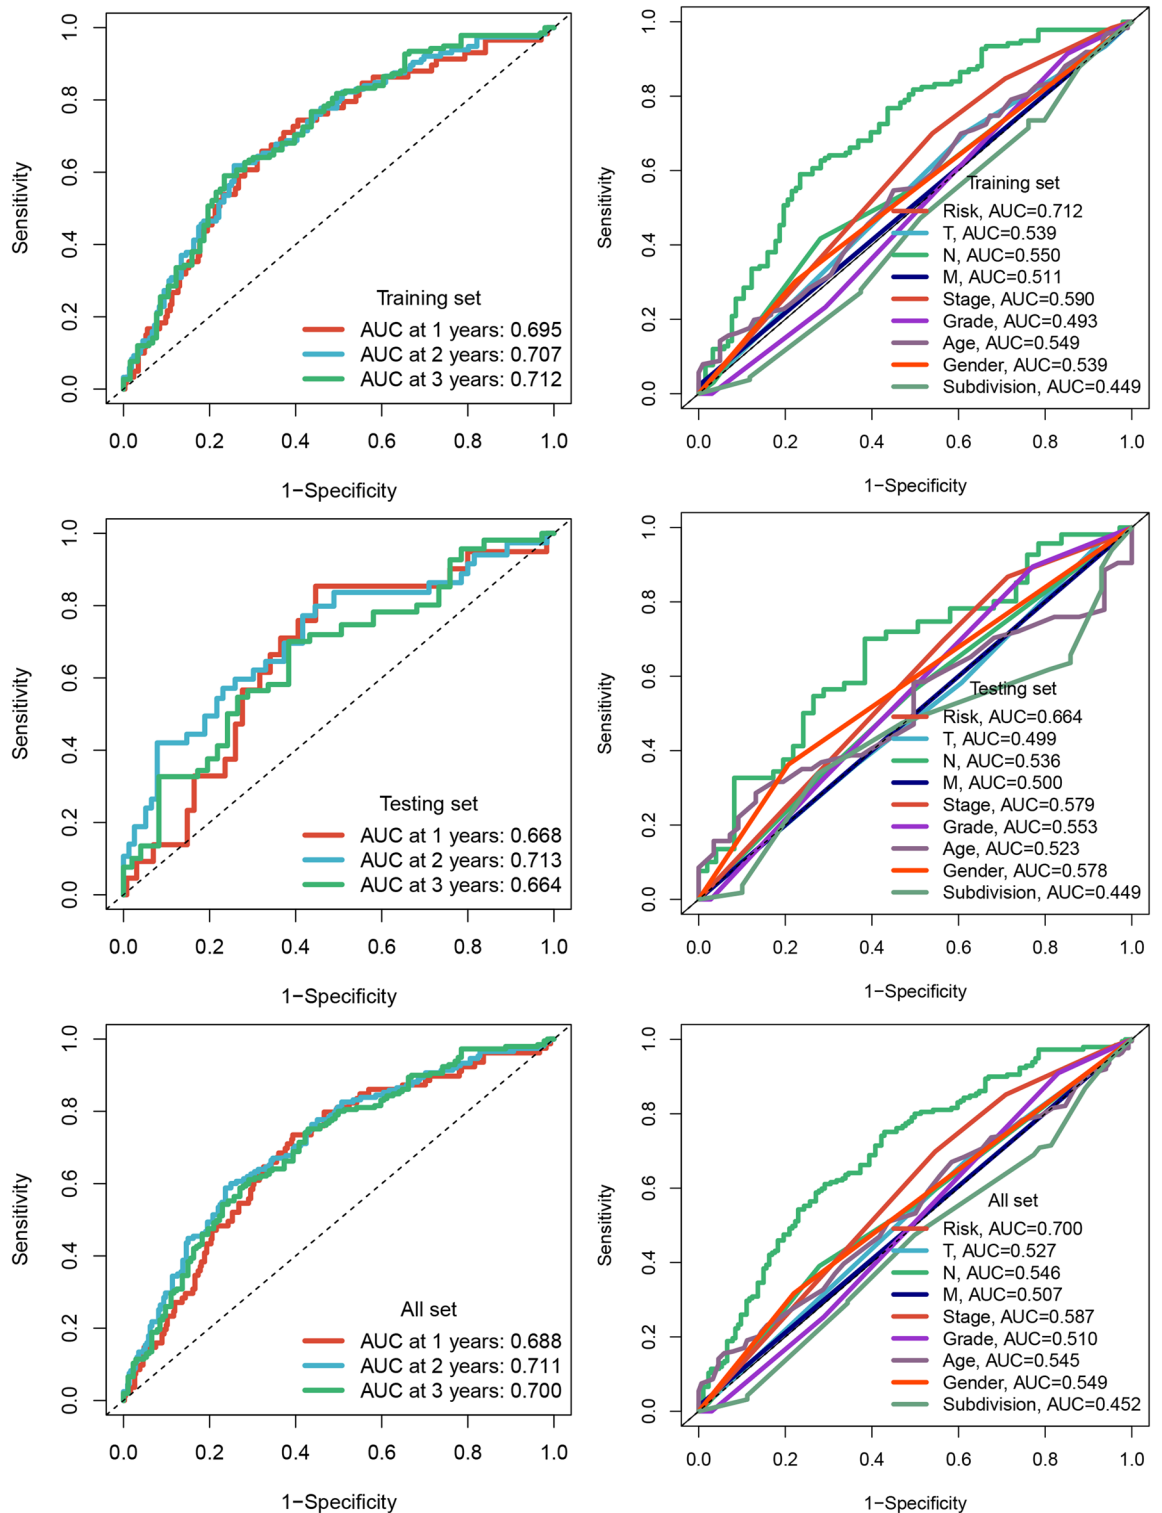 1.0
0.8
0.6
0.4
0.2
0.0
Sensitivity
Training set
AUC at 1 years: 0.695
AUC at 2 years: 0.707
AUC at 3 years: 0.712
0.0 0.2 0.4 0.6 0.8 1.0
1−Specificity
1.0
0.8
0.6
0.4
0.2
0.0
Sensitivity
Training set
Risk, AUC=0.712
T, AUC=0.539
N, AUC=0.550
M, AUC=0.511
Stage, AUC=0.590
Grade, AUC=0.493
Age, AUC=0.549
Gender, AUC=0.539
Subdivision, AUC=0.449
0.0 0.2 0.4 0.6 0.8 1.0
1−Specificity
1.0
0.8
0.6
0.4
0.2
0.0
Sensitivity
Testing set
AUC at 1 years: 0.668
AUC at 2 years: 0.713
AUC at 3 years: 0.664
0.0 0.2 0.4 0.6 0.8 1.0
1−Specificity
1.0
0.8
0.6
0.4
0.2
0.0
Sensitivity
Testing set
Risk, AUC=0.664
T, AUC=0.499
N, AUC=0.536
M, AUC=0.500
Stage, AUC=0.579
Grade, AUC=0.553
Age, AUC=0.523
Gender, AUC=0.578
Subdivision, AUC=0.449
0.0 0.2 0.4 0.6 0.8 1.0
1−Specificity
1.0
0.8
0.6
0.4
0.2
0.0
Sensitivity
All set
AUC at 1 years: 0.688
AUC at 2 years: 0.711
AUC at 3 years: 0.700
0.0 0.2 0.4 0.6 0.8 1.0
1−Specificity
1.0
0.8
0.6
0.4
0.2
0.0
Sensitivity
All set
Risk, AUC=0.700
T, AUC=0.527
N, AUC=0.546
M, AUC=0.507
Stage, AUC=0.587
Grade, AUC=0.510
Age, AUC=0.545
Gender, AUC=0.549
Subdivision, AUC=0.452
0.0 0.2 0.4 0.6 0.8 1.0
1−Specificity